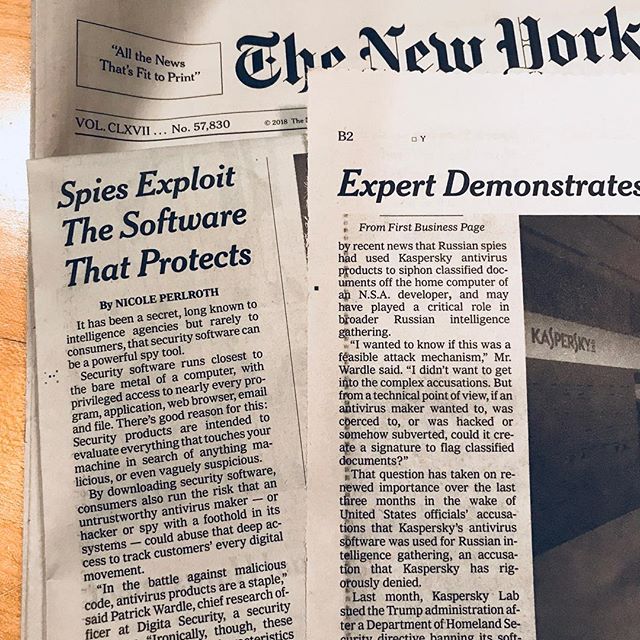 "All the News
That's Fit to Print"
The New York
VOL. CLXVII ... No. 57,830
© 2018 The
Spies Exploit
The Software
That Protects
By NICOLE PERLROTH
It has been a secret, long known to
intelligence agencies but rarely to
consumers, that security software can
be a powerful spy tool.
Security software runs closest to
the bare metal of a computer, with
privileged access to nearly every pro-
gram, application, web browser, email
and file. There's good reason for this:
Security products are intended to
evaluate everything that touches your
machine in search of anything ma-
licious, or even vaguely suspicious.
By downloading security software,
consumers also run the risk that an
untrustworthy antivirus maker — or
hacker or spy with a foothold in its
systems — could abuse that deep ac-
cess to track customers' every digital
movement.
"In the battle against malicious
code, antivirus products are a staple,"
said Patrick Wardle, chief research of-
ficer at Digita Security, a security
"Ironically, though, these
B2
Y
Expert Demonstrates
From First Business Page
by recent news that Russian spies
had used Kaspersky antivirus
products to siphon classified doc-
uments off the home computer of
an N.S.A. developer, and may
have played a critical role in
broader Russian intelligence
gathering.
"I wanted to know if this was a
feasible attack mechanism," Mr.
Wardle said. "I didn't want to get
into the complex accusations. But
from a technical point of view, if an
antivirus maker wanted to, was
coerced to, or was hacked or
somehow subverted, could it cre-
ate a signature to flag classified
documents?"
That question has taken on re-
newed importance over the last
three months in the wake of
United States officials' accusa-
tions that Kaspersky's antivirus
software was used for Russian in-
telligence gathering, an accusa-
tion that Kaspersky has rig-
orously denied.
Last month, Kaspersky Lab
sued the Trump administration af-
ter a Department of Homeland Se-
curity directive banning its soft-
KASPERSKY